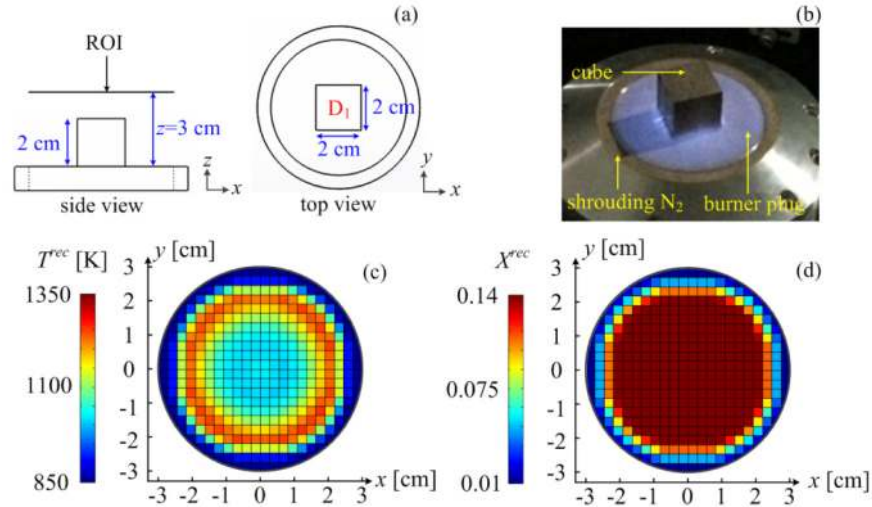 (a)
ROI
2 cm
z=3 cm
z
x
side view
D₁
2 cm
2 cm
y
x
top view
(b)
cube
shrouding N₂
burner plug
(c)
T^rec [K]
1350
1100
850
y [cm]
3
2
1
0
-1
-2
-3
-3 -2 -1 0 1 2 3
x [cm]
(d)
X^rec
0.14
0.075
0.01
y [cm]
3
2
1
0
-1
-2
-3
-3 -2 -1 0 1 2 3
x [cm]